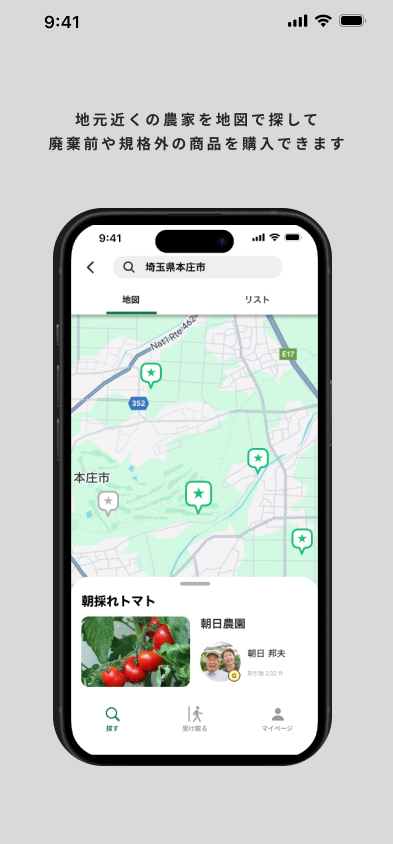 9:41
地元近くの農家を地図で探して
廃棄前や規格外の商品を購入できます
9:41
埼玉県本庄市
地図
リスト
Nat'l Rte 462
E17
352
本庄市
朝採れトマト
朝日農園
朝日 邦夫
取引数 232 件
G
探す
受け取る
マイページ